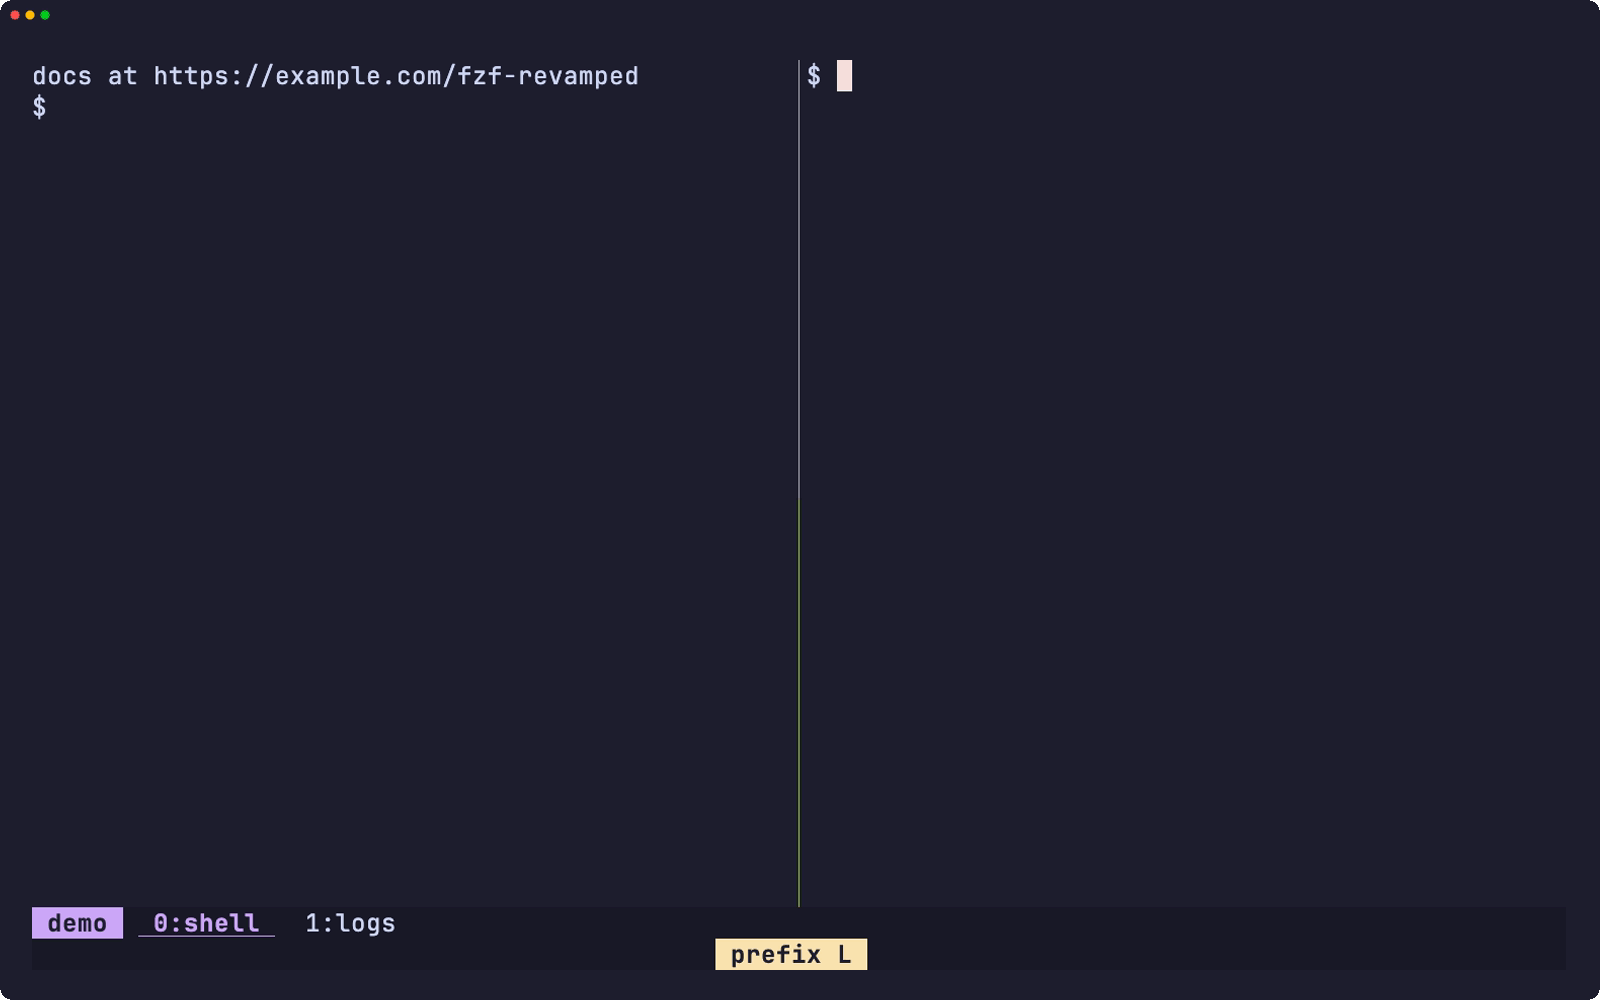 docs at https://example.com/fzf-revamped
$
$
demo 0:shell 1:logs
prefix L